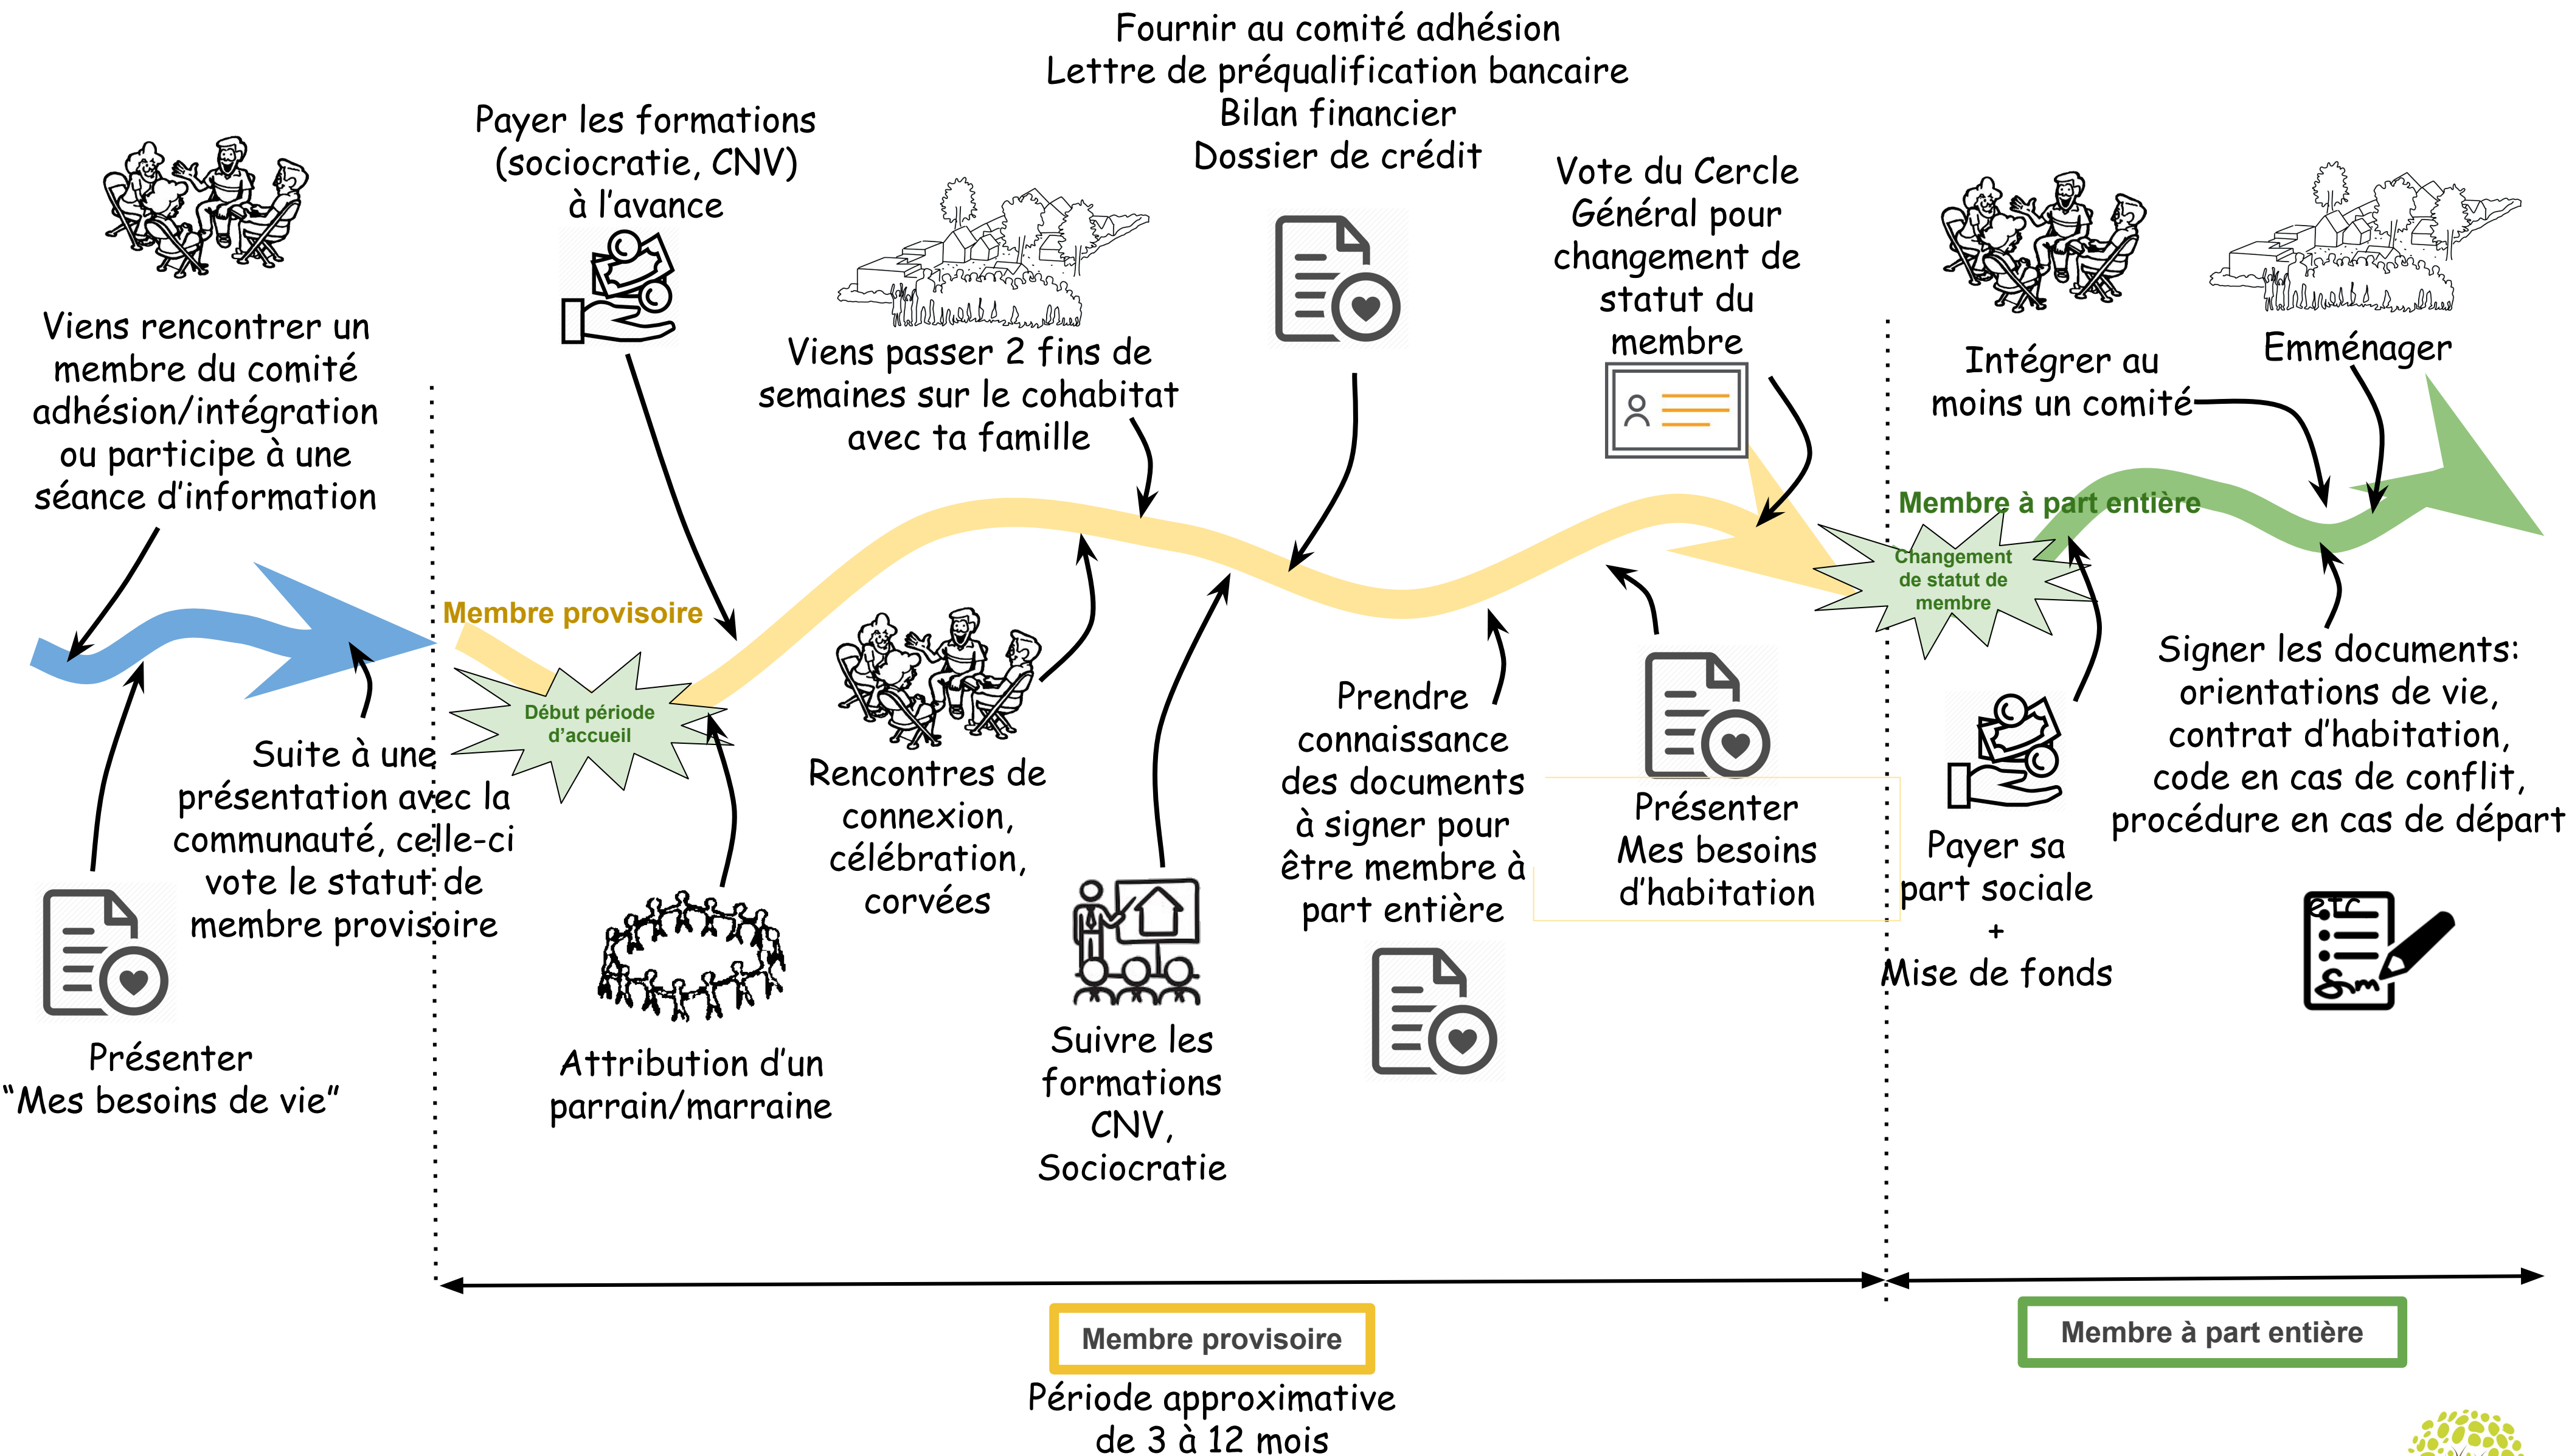 Fournir au comité adhésion
Lettre de préqualification bancaire
Bilan financier
Dossier de crédit
Payer les formations
(sociocratie, CNV)
à l'avance
Vote du Cercle
Général pour
changement de
statut du
membre
Viens rencontrer un
membre du comité
adhésion/intégration
ou participe à une
séance d'information
Viens passer 2 fins de
semaines sur le cohabitat
avec ta famille
Intégrer au
moins un comité
Emménager
Membre provisoire
Membre à part entière
Changement
de statut de
membre
Début période
d'accueil
Suite à une
présentation avec la
communauté, celle-ci
vote le statut de
membre provisoire
Présenter
“Mes besoins de vie”
Attribution d'un
parrain/marraine
Rencontres de
connexion,
célébration,
corvées
Suivre les
formations
CNV,
Sociocratie
Prendre
connaissance
des documents
à signer pour
être membre à
part entière
Présenter
Mes besoins
d'habitation
Payer sa
part sociale
+
Mise de fonds
Signer les documents:
orientations de vie,
contrat d'habitation,
code en cas de conflit,
procédure en cas de départ
etc
Membre provisoire
Période approximative
de 3 à 12 mois
Membre à part entière